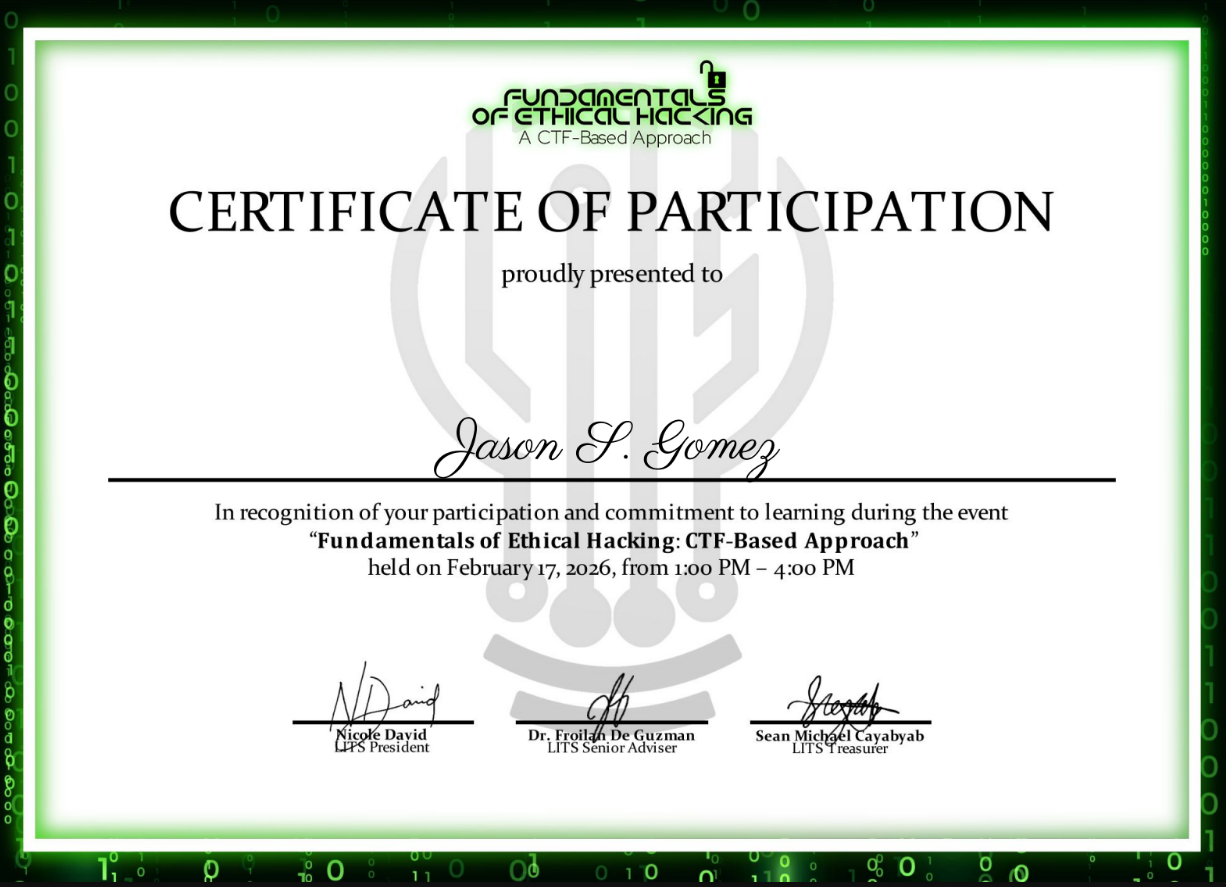 FUNDAMENTALS
OF ETHICAL HACKING
A CTF-Based Approach
CERTIFICATE OF PARTICIPATION
proudly presented to
Jason S. Gomez
In recognition of your participation and commitment to learning during the event
“Fundamentals of Ethical Hacking: CTF-Based Approach”
held on February 17, 2026, from 1:00 PM – 4:00 PM
Nicole David
LITS President
Dr. Froilan De Guzman
LITS Senior Adviser
Sean Michael Cayabyab
LITS Treasurer